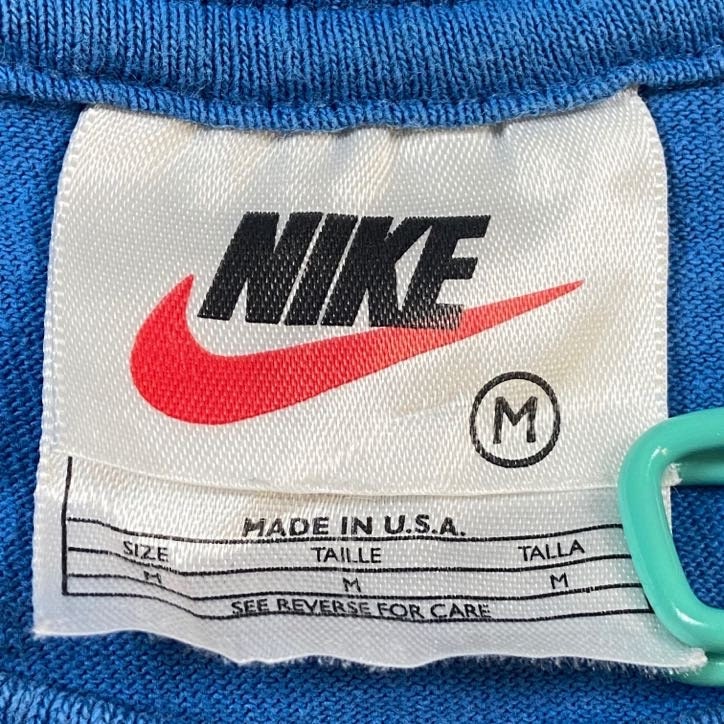 NIKE
M
MADE IN U.S.A.
SIZE TAILLE TALLA
M M M
SEE REVERSE FOR CARE